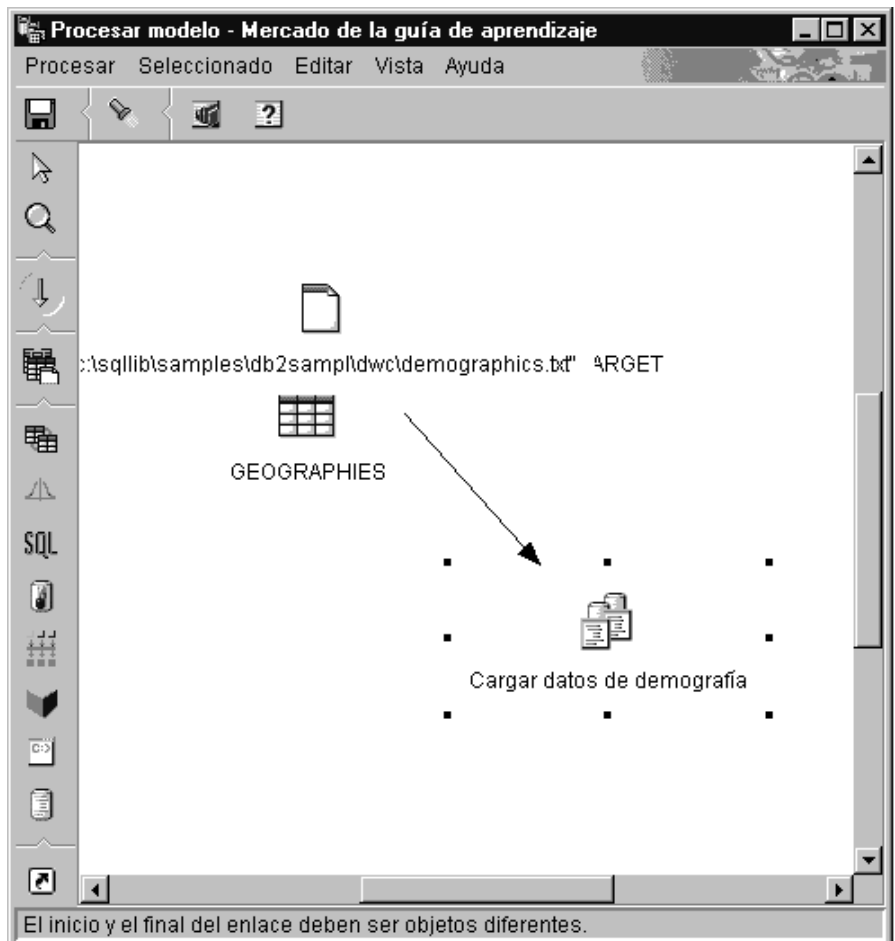 Procesar modelo - Mercado de la guía de aprendizaje
Procesar Seleccionado Editar Vista Ayuda
:\sqllib\samples\db2sampl\dwc\demographics.txt" ARGET
GEOGRAPHIES
SQL
Cargar datos de demografía
C:>
El inicio y el final del enlace deben ser objetos diferentes.